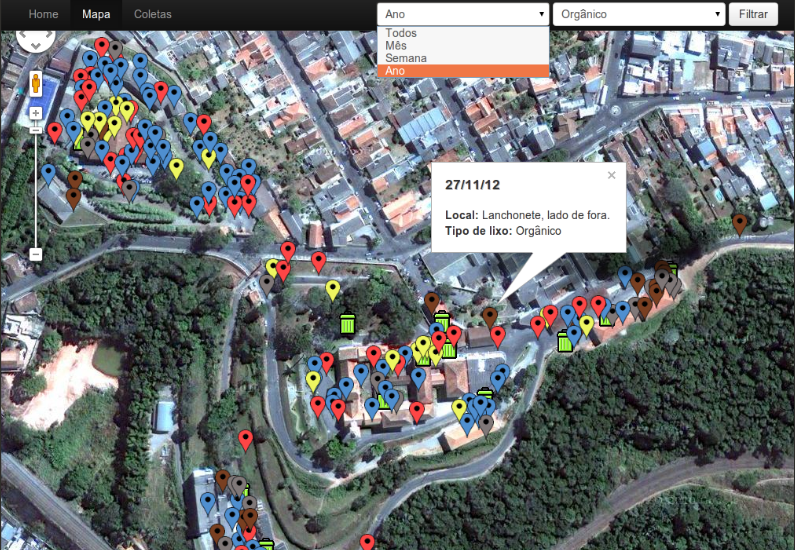 Home Mapa Coletas Ano Orgânico Filtrar
Todos
Mês
Semana
Ano
27/11/12 ×
Local: Lanchonete, lado de fora.
Tipo de lixo: Orgânico